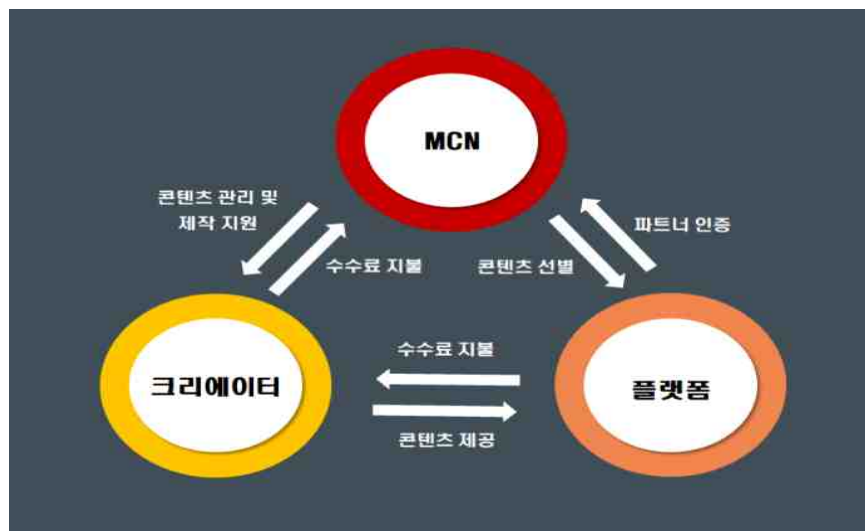 MCN
콘텐츠 관리 및
제작 지원
수수료 지불
콘텐츠 선별
파트너 인증
크리에이터
수수료 지불
콘텐츠 제공
플랫폼